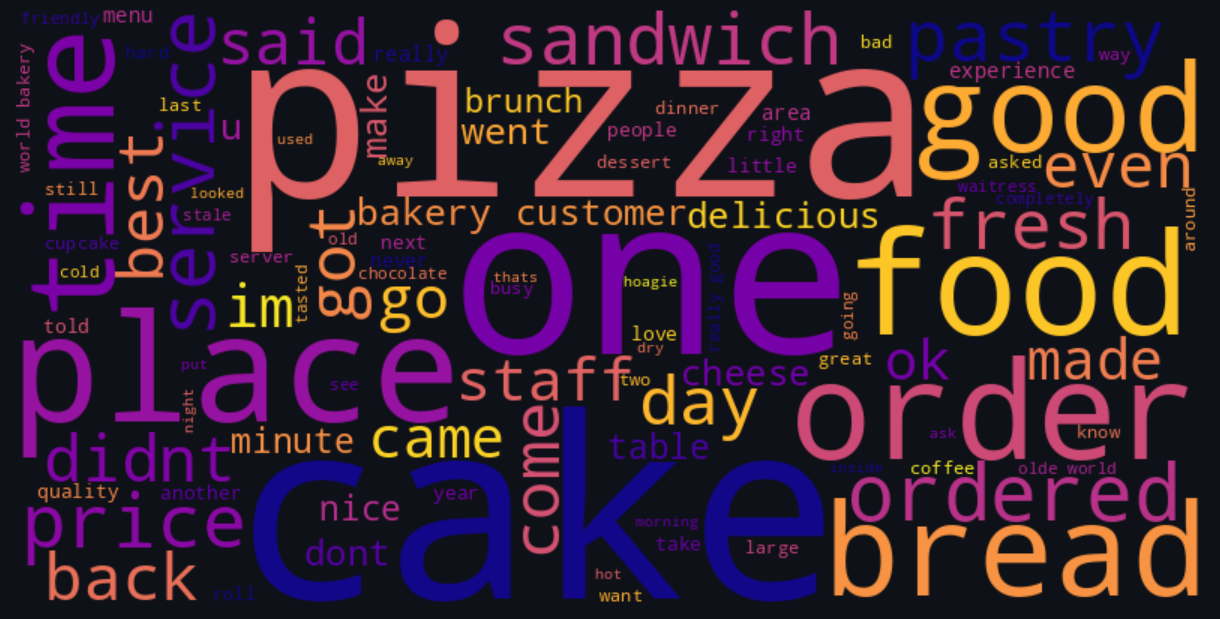 friendly
menu
hard
service
said
really
sandwich
bad
pastry
way
world bakery
time
last
u
pizza
make
brunch
dinner
area
experience
good
best
used
away
went
people
right
dessert
little
asked
even
still
looked
waitress
completely
stale
got
bakery
customer
delicious
fresh
around
cupcake
cold
server
old
next
never
chocolate
one
really good
food
im
tasted
go
thats
busy
hoagie
going
told
love
dry
great
ok
made
place
put
see
night
staff
two
cheese
day
order
didnt
minute
came
come
table
ask
know
inside
coffee
olde world
quality
another
nice
year
cake
morning
ordered
price
dont
take
large
bread
back
roll
hot
want